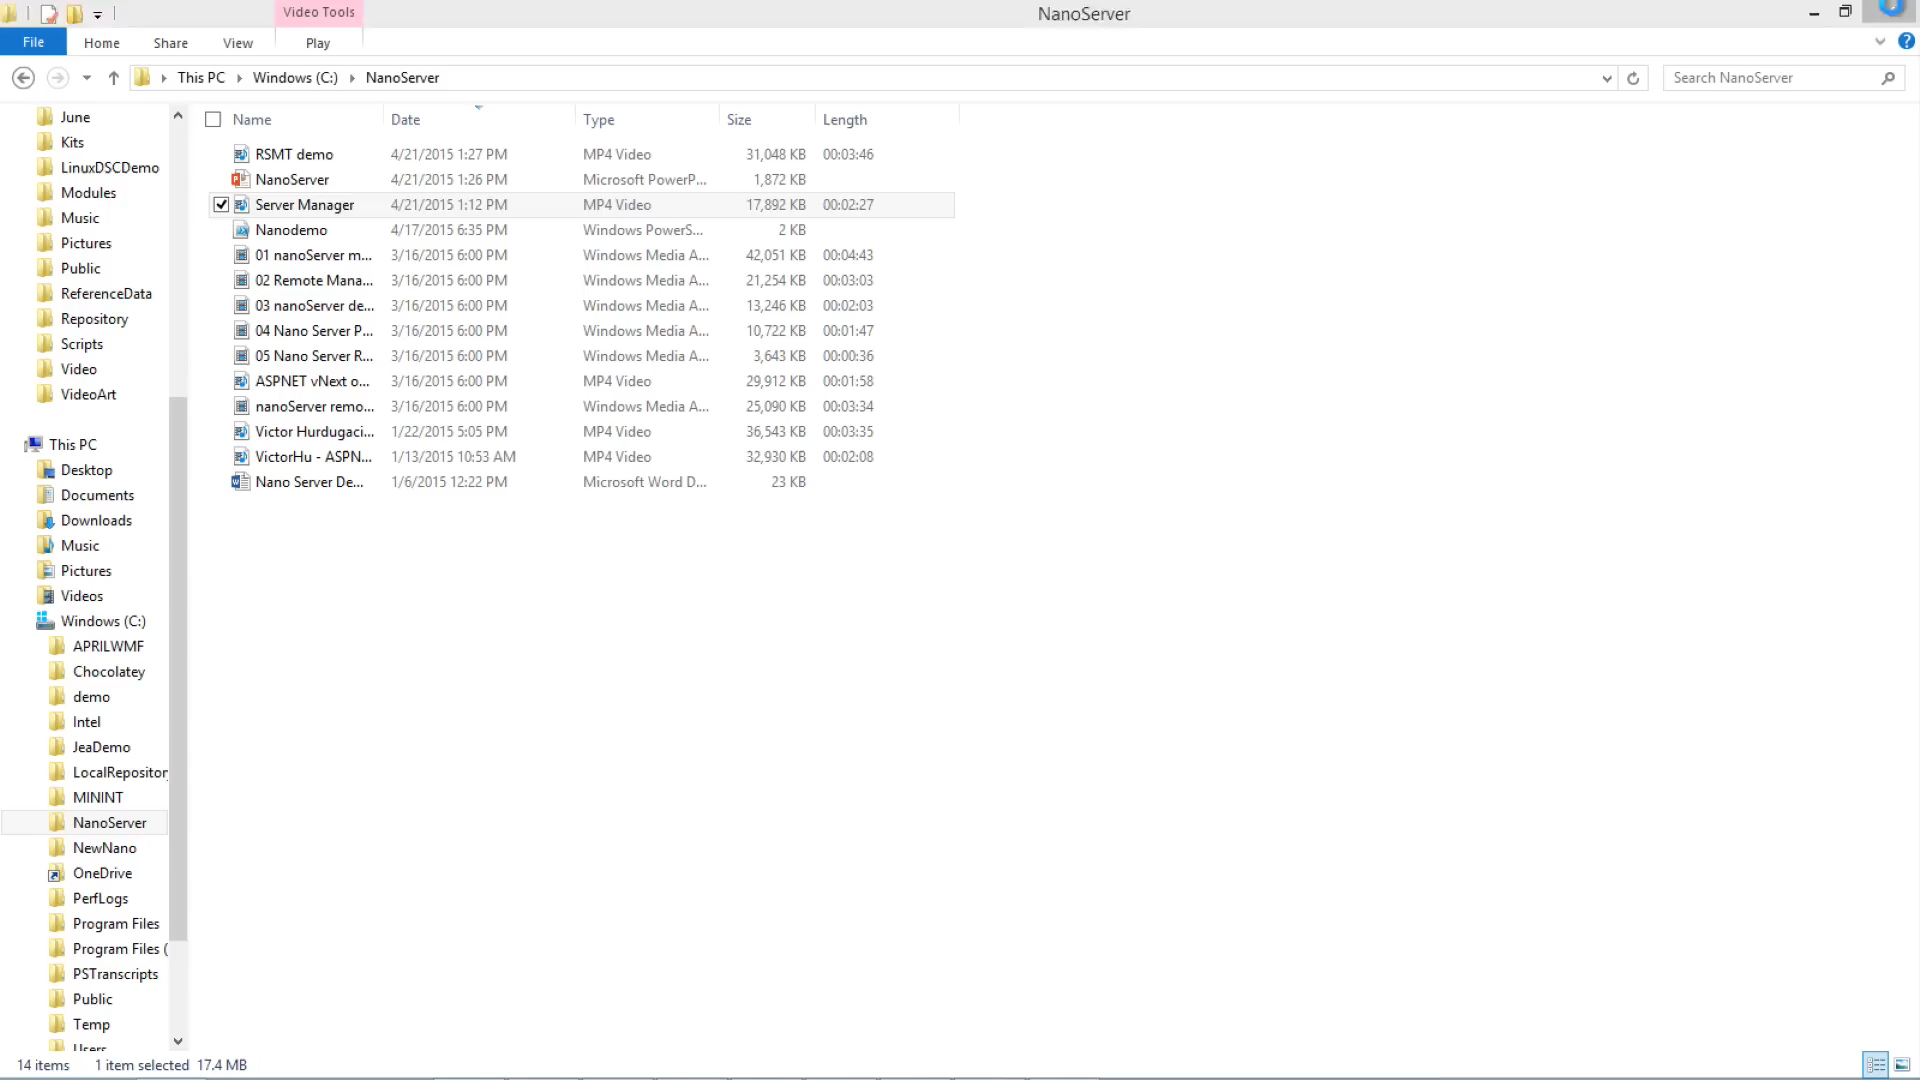 Video Tools
NanoServer
File Home Share View Play
This PC Windows (C:) NanoServer
Search NanoServer
June
Kits
LinuxDSCDemo
Modules
Music
Pictures
Public
ReferenceData
Repository
Scripts
Video
VideoArt
This PC
Desktop
Documents
Downloads
Music
Pictures
Videos
Windows (C:)
APRILWMF
Chocolatey
demo
Intel
JeaDemo
LocalRepository
MININT
NanoServer
NewNano
OneDrive
PerfLogs
Program Files
Program Files (
PSTranscripts
Public
Temp
Users
Name Date Type Size Length
RSMT demo 4/21/2015 1:27 PM MP4 Video 31,048 KB 00:03:46
NanoServer 4/21/2015 1:26 PM Microsoft PowerP... 1,872 KB
Server Manager 4/21/2015 1:12 PM MP4 Video 17,892 KB 00:02:27
Nanodemo 4/17/2015 6:35 PM Windows PowerS... 2 KB
01 nanoServer m... 3/16/2015 6:00 PM Windows Media A... 42,051 KB 00:04:43
02 Remote Mana... 3/16/2015 6:00 PM Windows Media A... 21,254 KB 00:03:03
03 nanoServer de... 3/16/2015 6:00 PM Windows Media A... 13,246 KB 00:02:03
04 Nano Server P... 3/16/2015 6:00 PM Windows Media A... 10,722 KB 00:01:47
05 Nano Server R... 3/16/2015 6:00 PM Windows Media A... 3,643 KB 00:00:36
ASPNET vNext o... 3/16/2015 6:00 PM MP4 Video 29,912 KB 00:01:58
nanoServer remo... 3/16/2015 6:00 PM Windows Media A... 25,090 KB 00:03:34
Victor Hurdugaci... 1/22/2015 5:05 PM MP4 Video 36,543 KB 00:03:35
VictorHu - ASPN... 1/13/2015 10:53 AM MP4 Video 32,930 KB 00:02:08
Nano Server De... 1/6/2015 12:22 PM Microsoft Word D... 23 KB
14 items 1 item selected 17.4 MB